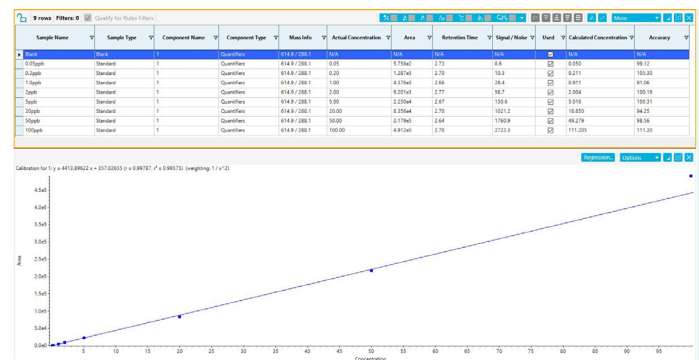 9 rows Filters: 0 Qualify for Rules Filters More
Sample Name Sample Type Component Name Component Type Mass Info Actual Concentration Area Retention Time Signal / Noise Used Calculated Concentration Accuracy
Blank Blank 1 Quantifiers 614.9 / 288.1 N/A N/A N/A N/A N/A N/A
0.05ppb Standard 1 Quantifiers 614.9 / 288.1 0.05 5.758e2 2.73 8.6 0.050 99.12
0.2ppb Standard 1 Quantifiers 614.9 / 288.1 0.20 1.287e3 2.70 10.3 0.211 105.30
1.0ppb Standard 1 Quantifiers 614.9 / 288.1 1.00 4.376e3 2.66 28.4 0.911 91.06
2ppb Standard 1 Quantifiers 614.9 / 288.1 2.00 9.201e3 2.77 58.7 2.004 100.19
5ppb Standard 1 Quantifiers 614.9 / 288.1 5.00 2.250e4 2.67 150.6 5.016 100.31
20ppb Standard 1 Quantifiers 614.9 / 288.1 20.00 8.356e4 2.70 1021.2 18.850 94.25
50ppb Standard 1 Quantifiers 614.9 / 288.1 50.00 2.179e5 2.64 1760.9 49.279 98.56
100ppb Standard 1 Quantifiers 614.9 / 288.1 100.00 4.912e5 2.70 2722.3 111.205 111.20
Regression... Options
Calibration for 1: y = 4413.89622 x + 357.02655 (r = 0.99787, r² = 0.99575) (weighting: 1 / x^2)
4.5e5
4.0e5
3.5e5
3.0e5
2.5e5
2.0e5
1.5e5
1.0e5
5.0e4
0.0e0
Area
5 10 15 20 25 30 35 40 45 50 55 60 65 70 75 80 85 90 95
Concentration